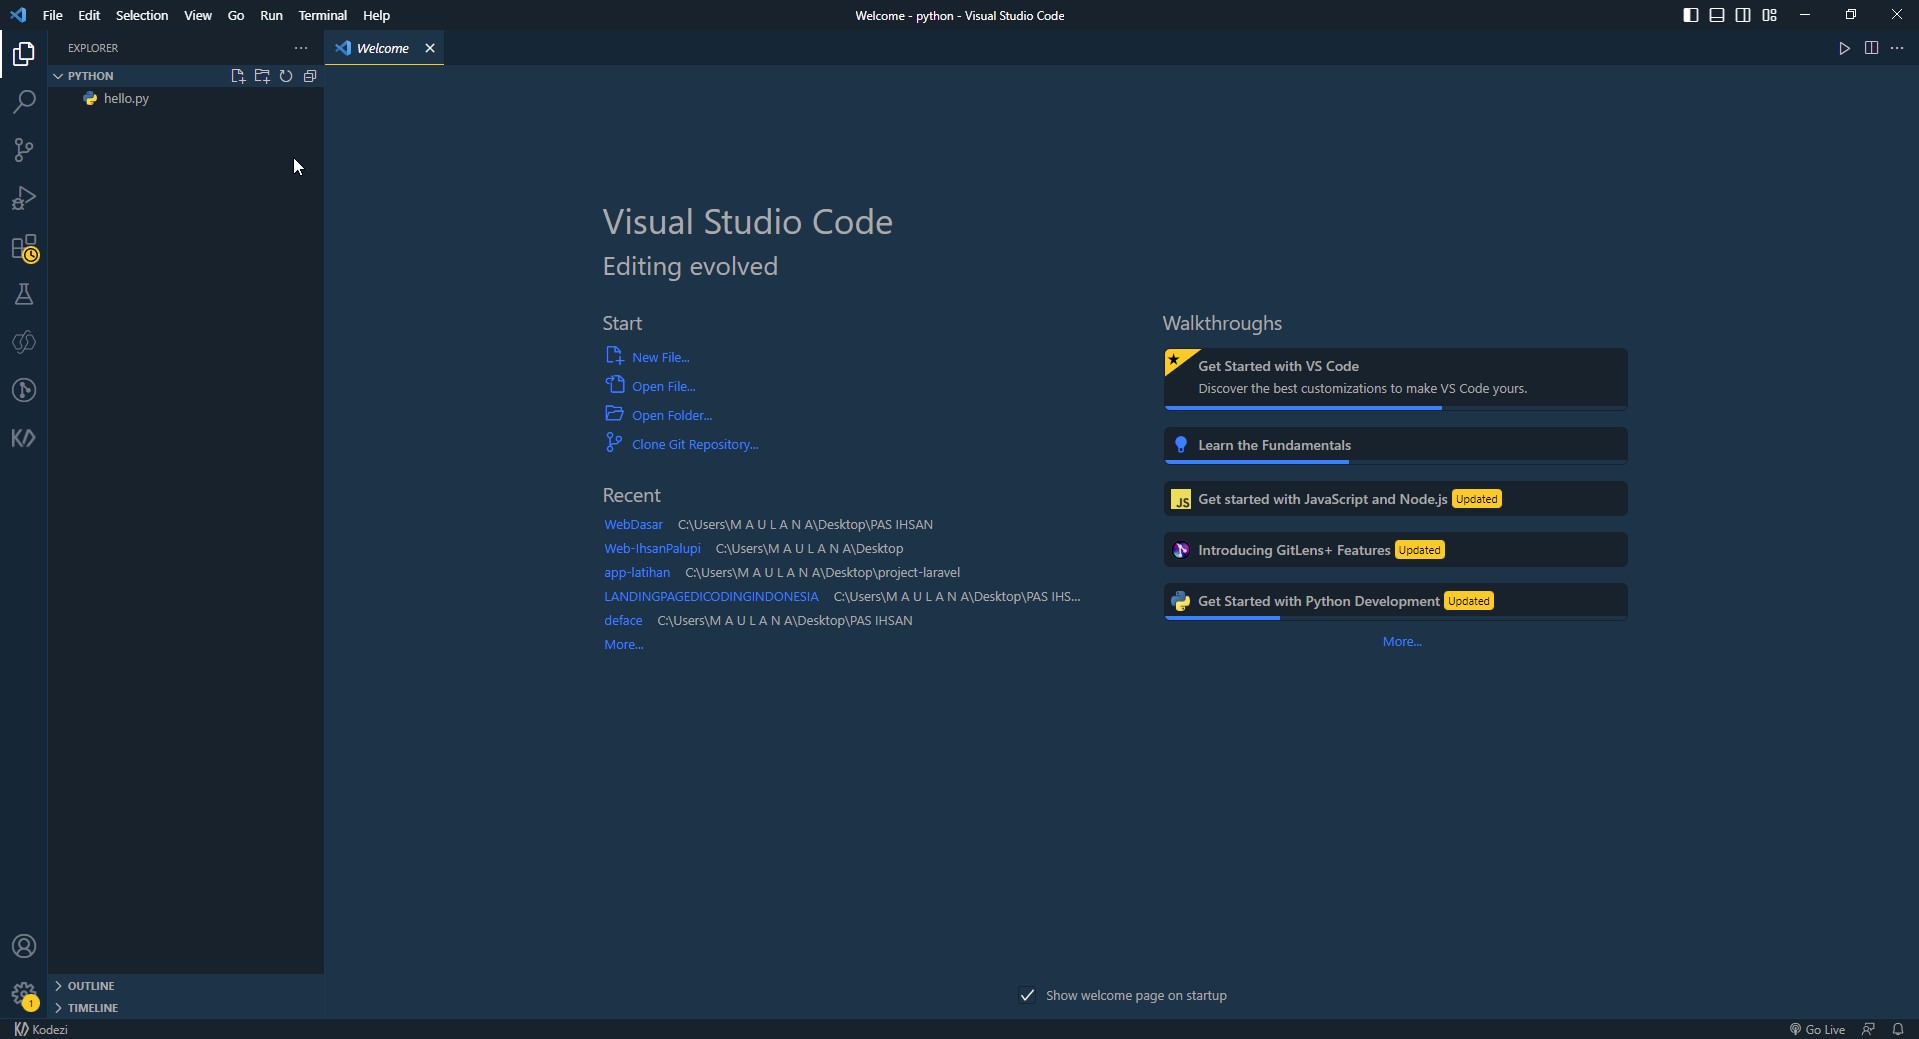 File Edit Selection View Go Run Terminal Help
Welcome - python - Visual Studio Code
EXPLORER
Welcome
PYTHON
hello.py
Visual Studio Code
Editing evolved
Start
New File...
Open File...
Open Folder...
Clone Git Repository...
Recent
WebDasar C:\Users\M A U L A N A\Desktop\PAS IHSAN
Web-IhsanPalupi C:\Users\M A U L A N A\Desktop
app-latihan C:\Users\M A U L A N A\Desktop\project-laravel
LANDINGPAGEDICODINGINDONESIA C:\Users\M A U L A N A\Desktop\PAS IHS...
deface C:\Users\M A U L A N A\Desktop\PAS IHSAN
More...
Walkthroughs
Get Started with VS Code
Discover the best customizations to make VS Code yours.
Learn the Fundamentals
JS Get started with JavaScript and Node.js Updated
Introducing GitLens+ Features Updated
Get Started with Python Development Updated
More...
Show welcome page on startup
OUTLINE
1
TIMELINE
Kodezi
Go Live